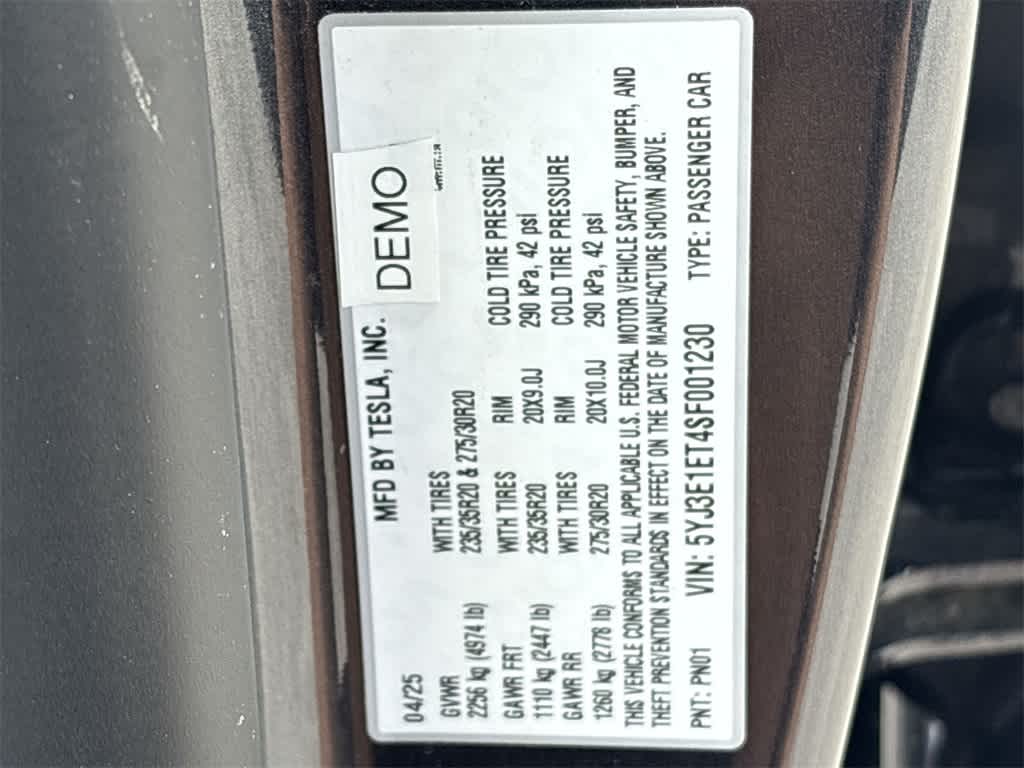 MFD BY TESLA, INC. DEMO
04/25
GVWR WITH TIRES
2256 kg (4974 lb) 235/35R20 & 275/30R20
GAWR FRT WITH TIRES RIM COLD TIRE PRESSURE
1110 kg (2447 lb) 235/35R20 20X9.0J 290 kPa, 42 psi
GAWR RR WITH TIRES RIM COLD TIRE PRESSURE
1260 kg (2778 lb) 275/30R20 20X10.0J 290 kPa, 42 psi
THIS VEHICLE CONFORMS TO ALL APPLICABLE U.S. FEDERAL MOTOR VEHICLE SAFETY, BUMPER, AND
THEFT PREVENTION STANDARDS IN EFFECT ON THE DATE OF MANUFACTURE SHOWN ABOVE.
PNT: PN01 VIN: 5YJ3E1ET4SF001230 TYPE: PASSENGER CAR